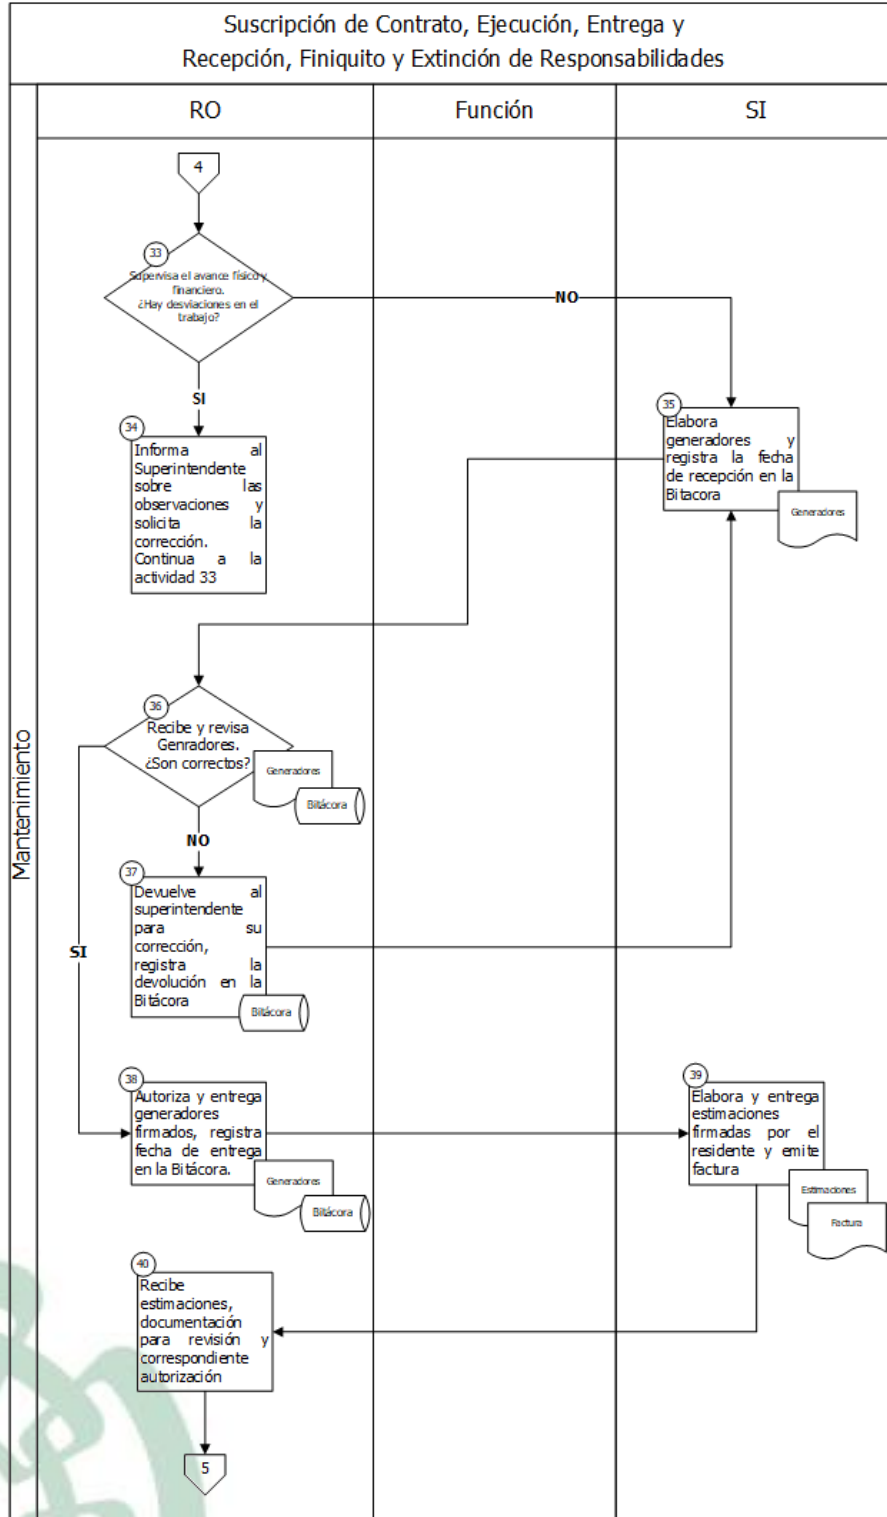 Suscripción de Contrato, Ejecución, Entrega y
Recepción, Finiquito y Extinción de Responsabilidades
RO
Función
SI
Mantenimiento
4
33
Supervisa el avance físico y
financiero.
¿Hay desviaciones en el
trabajo?
NO
SI
34
Informa al
Superintendente
sobre las
observaciones y
solicita la
corrección.
Continua a la
actividad 33
35
Elabora
generadores y
registra la fecha
de recepción en la
Bitacora
Generadores
36
Recibe y revisa
Genradores.
¿Son correctos?
Generadores
Bitácora
NO
SI
37
Devuelve al
superintendente
para su
corrección,
registra la
devolución en la
Bitácora
Bitácora
38
Autoriza y entrega
generadores
firmados, registra
fecha de entrega
en la Bitácora.
Generadores
Bitácora
39
Elabora y entrega
estimaciones
firmadas por el
residente y emite
factura
Estimaciones
Factura
40
Recibe
estimaciones,
documentación
para revisión y
correspondiente
autorización
5